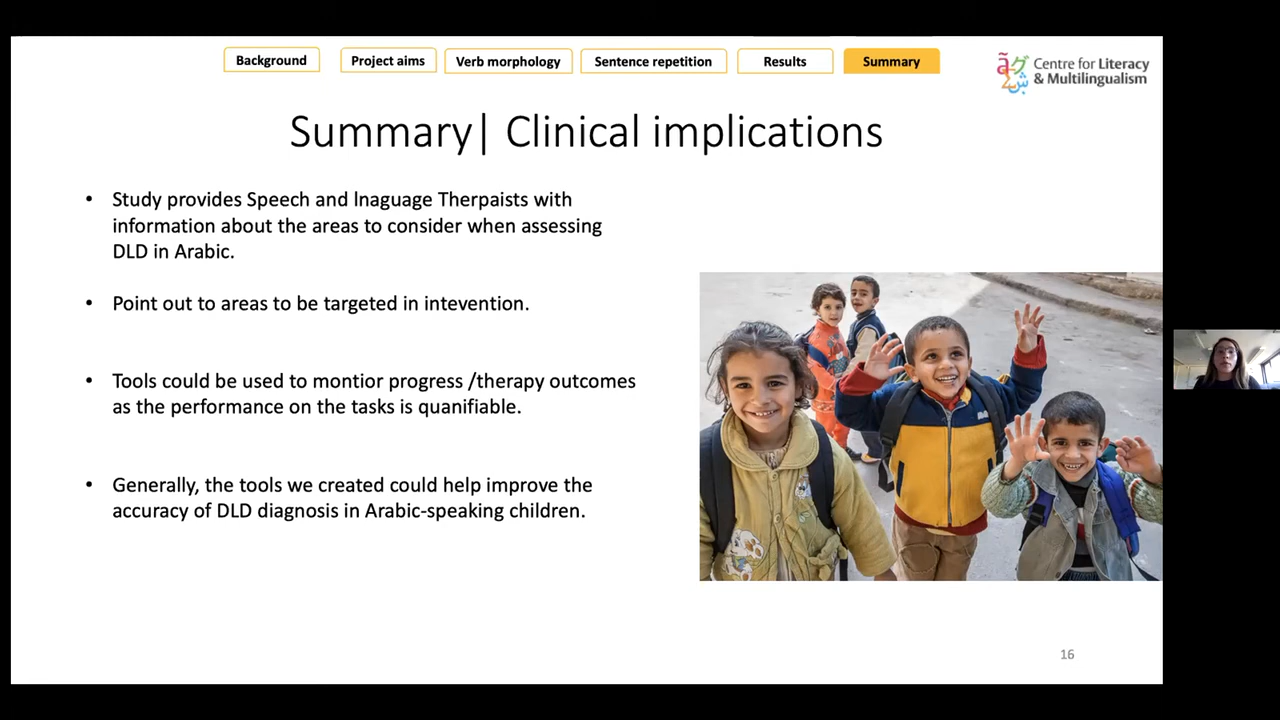 Background
Project aims
Verb morphology
Sentence repetition
Results
Summary
Centre for Literacy
& Multilingualism
Summary| Clinical implications
• Study provides Speech and lnaguage Therpaists with
information about the areas to consider when assessing
DLD in Arabic.
• Point out to areas to be targeted in intevention.
• Tools could be used to montior progress /therapy outcomes
as the performance on the tasks is quanifiable.
• Generally, the tools we created could help improve the
accuracy of DLD diagnosis in Arabic-speaking children.
16